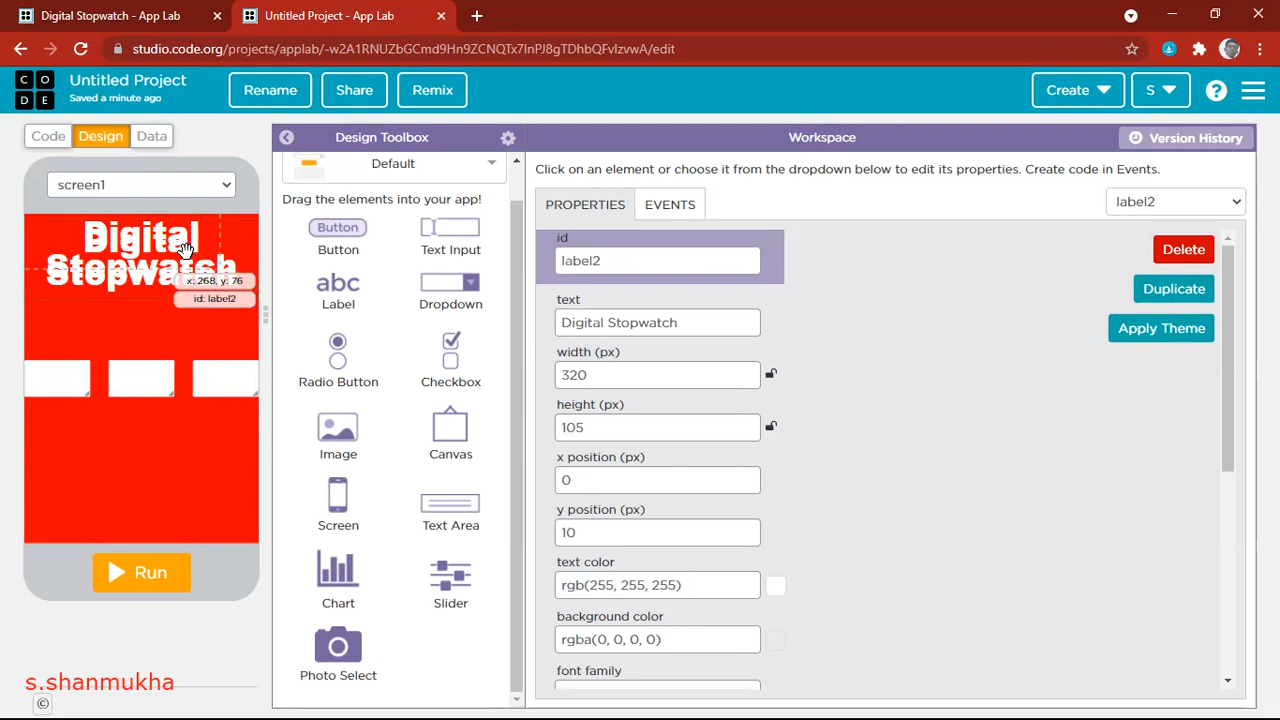 Digital Stopwatch - App Lab
Untitled Project - App Lab
studio.code.org/projects/applab/-w2A1RNUZbGCmd9Hn9ZCNQTx7InPJ8gTDhbQFvlzvwA/edit
CODE
Untitled Project
Saved a minute ago
Rename
Share
Remix
Create
S
?
Code
Design
Data
Design Toolbox
Workspace
Version History
screen1
Default
Click on an element or choose it from the dropdown below to edit its properties. Create code in Events.
Drag the elements into your app!
PROPERTIES
EVENTS
label2
Digital
Stopwatch
x: 268, y: 76
id: label2
Button
Button
Text Input
abc
Label
Dropdown
Radio Button
Checkbox
Image
Canvas
Screen
Text Area
Chart
Slider
Photo Select
id
label2
Delete
Duplicate
Apply Theme
text
Digital Stopwatch
width (px)
320
height (px)
105
x position (px)
0
y position (px)
10
text color
rgb(255, 255, 255)
background color
rgba(0, 0, 0, 0)
font family
Run
s.shanmukha
©